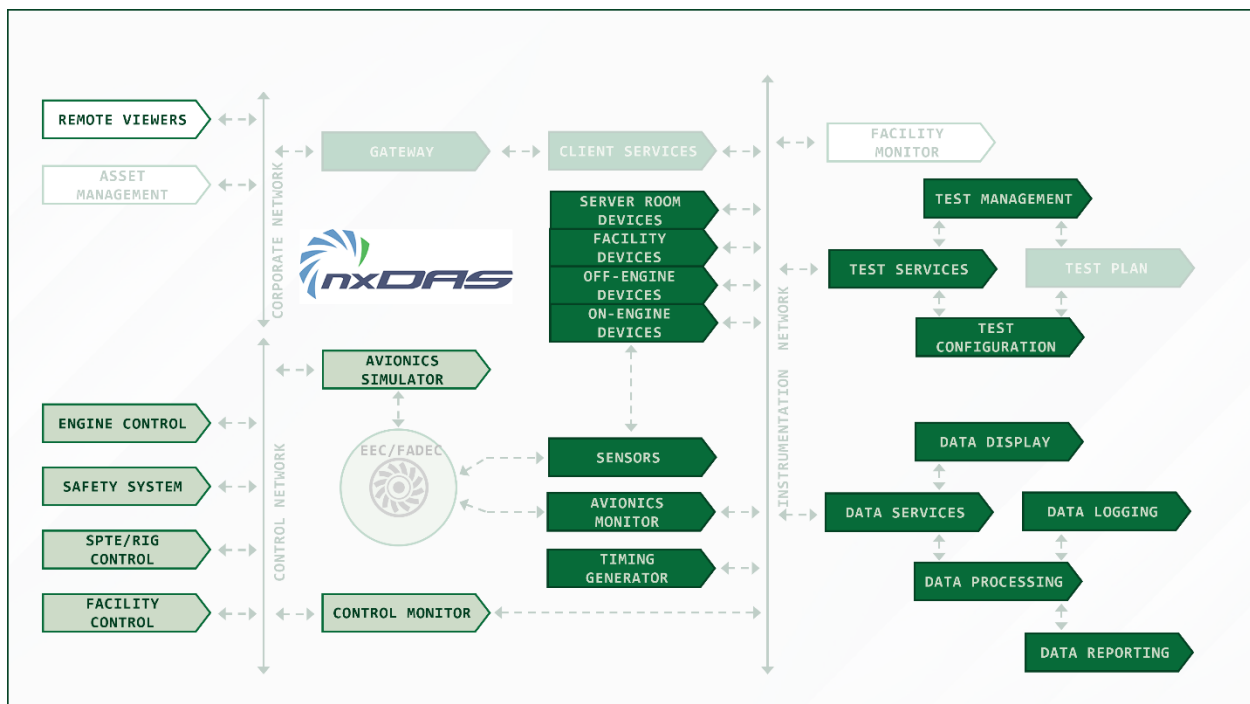 REMOTE VIEWERS
ASSET
MANAGEMENT
CORPORATE NETWORK
GATEWAY
CLIENT SERVICES
FACILITY
MONITOR
nxDAS
SERVER ROOM
DEVICES
FACILITY
DEVICES
OFF-ENGINE
DEVICES
ON-ENGINE
DEVICES
INSTRUMENTATION NETWORK
TEST MANAGEMENT
TEST SERVICES
TEST PLAN
TEST
CONFIGURATION
AVIONICS
SIMULATOR
ENGINE CONTROL
SAFETY SYSTEM
SPTE/RIG
CONTROL
FACILITY
CONTROL
CONTROL NETWORK
EEC/FADEC
SENSORS
AVIONICS
MONITOR
TIMING
GENERATOR
CONTROL MONITOR
DATA DISPLAY
DATA SERVICES
DATA LOGGING
DATA PROCESSING
DATA REPORTING